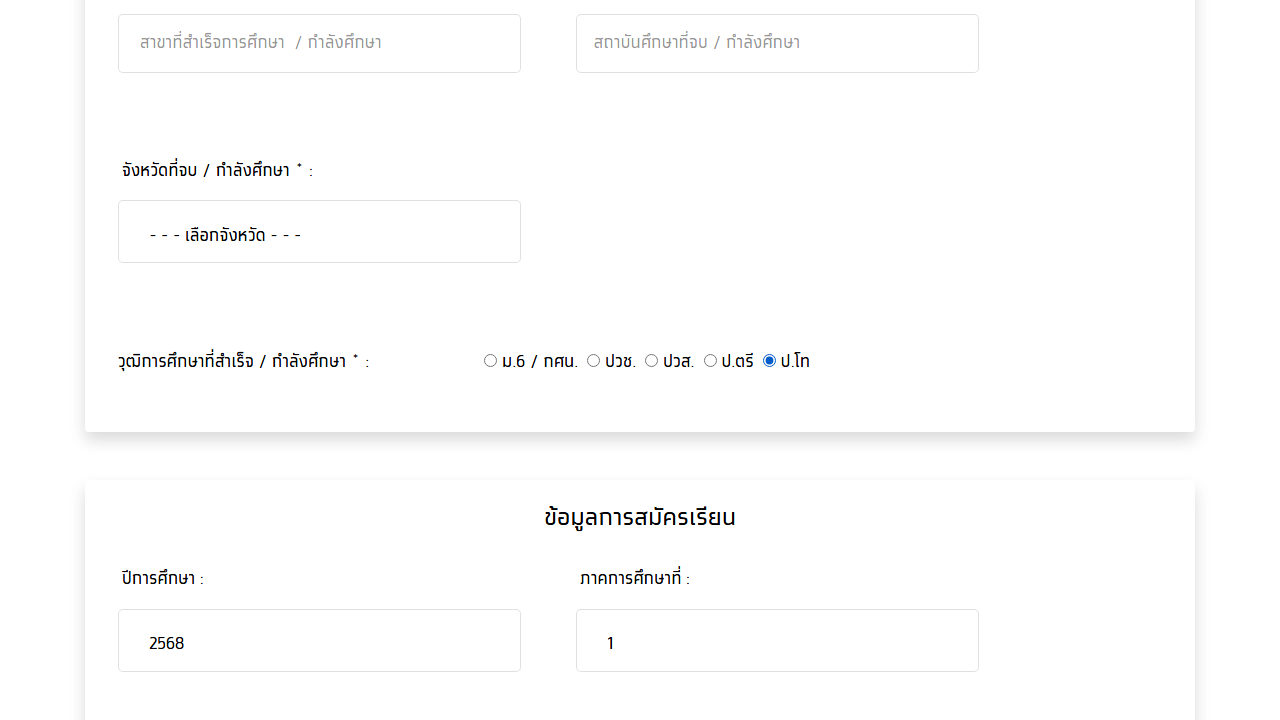 สาขาที่สำเร็จการศึกษา / กำลังศึกษา
สถาบันศึกษาที่จบ / กำลังศึกษา
จังหวัดที่จบ / กำลังศึกษา * :
- - - เลือกจังหวัด - - -
วุฒิการศึกษาที่สำเร็จ / กำลังศึกษา * : ม.6 / กศน. ปวช. ปวส. ป.ตรี ป.โท
ข้อมูลการสมัครเรียน
ปีการศึกษา :
ภาคการศึกษาที่ :
2568
1